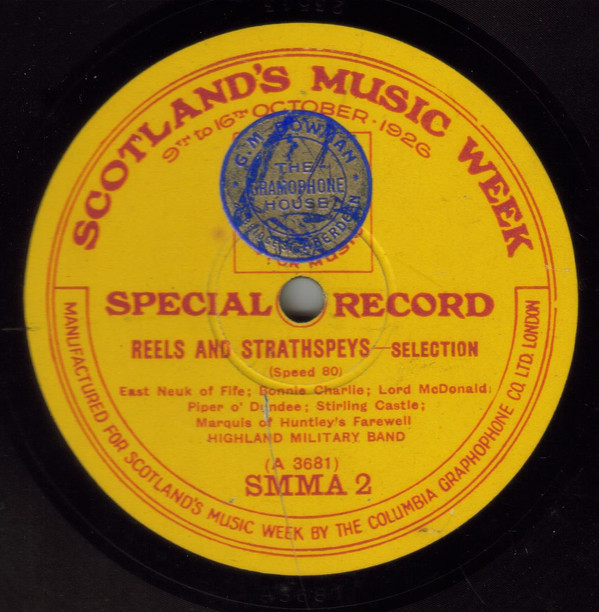 SCOTLAND'S MUSIC WEEK
9TH to 16TH OCTOBER · 1926
G. M. BOWMAN
THE
GRAMOPHONE
HOUSE
ABERDEEN
MUSIC
SPECIAL RECORD
REELS AND STRATHSPEYS—SELECTION
(Speed 80)
East Neuk of Fife; Bonnie Charlie; Lord McDonald;
Piper o' Dundee; Stirling Castle;
Marquis of Huntley's Farewell
HIGHLAND MILITARY BAND
(A 3681)
SMMA 2
MANUFACTURED FOR SCOTLAND'S MUSIC WEEK BY THE COLUMBIA GRAPHOPHONE CO. LTD. LONDON